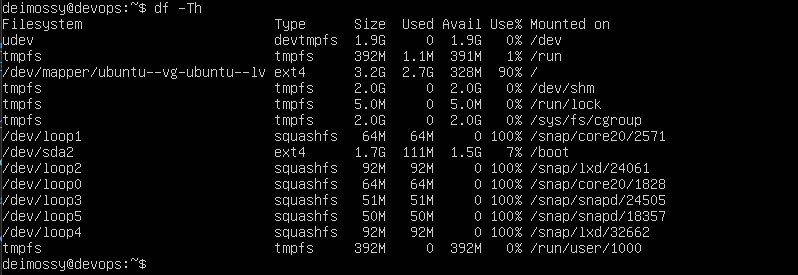 deimossy@devops:~$ df -Th
Filesystem                        Type      Size  Used Avail Use% Mounted on
udev                              devtmpfs  1.9G     0  1.9G   0% /dev
tmpfs                             tmpfs     392M  1.1M  391M   1% /run
/dev/mapper/ubuntu--vg-ubuntu--lv ext4      3.2G  2.7G  328M  90% /
tmpfs                             tmpfs     2.0G     0  2.0G   0% /dev/shm
tmpfs                             tmpfs     5.0M     0  5.0M   0% /run/lock
tmpfs                             tmpfs     2.0G     0  2.0G   0% /sys/fs/cgroup
/dev/loop1                        squashfs   64M   64M     0 100% /snap/core20/2571
/dev/sda2                         ext4      1.7G  111M  1.5G   7% /boot
/dev/loop2                        squashfs   92M   92M     0 100% /snap/lxd/24061
/dev/loop0                        squashfs   64M   64M     0 100% /snap/core20/1828
/dev/loop3                        squashfs   51M   51M     0 100% /snap/snapd/24505
/dev/loop5                        squashfs   50M   50M     0 100% /snap/snapd/18357
/dev/loop4                        squashfs   92M   92M     0 100% /snap/lxd/32662
tmpfs                             tmpfs     392M     0  392M   0% /run/user/1000
deimossy@devops:~$